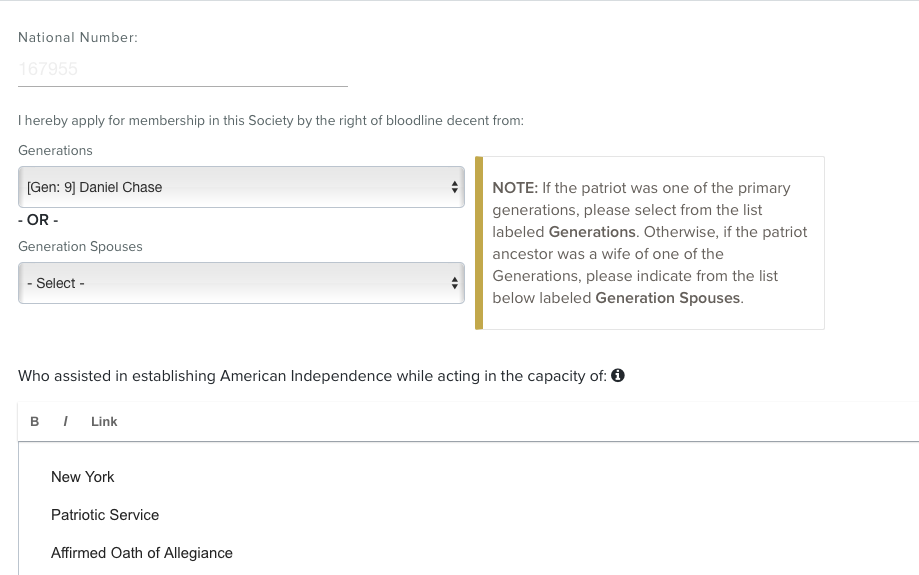 National Number:
167955
I hereby apply for membership in this Society by the right of bloodline decent from:
Generations
[Gen: 9] Daniel Chase
- OR -
Generation Spouses
- Select -
NOTE: If the patriot was one of the primary
generations, please select from the list
labeled Generations. Otherwise, if the patriot
ancestor was a wife of one of the
Generations, please indicate from the list
below labeled Generation Spouses.
Who assisted in establishing American Independence while acting in the capacity of:
B I Link
New York
Patriotic Service
Affirmed Oath of Allegiance